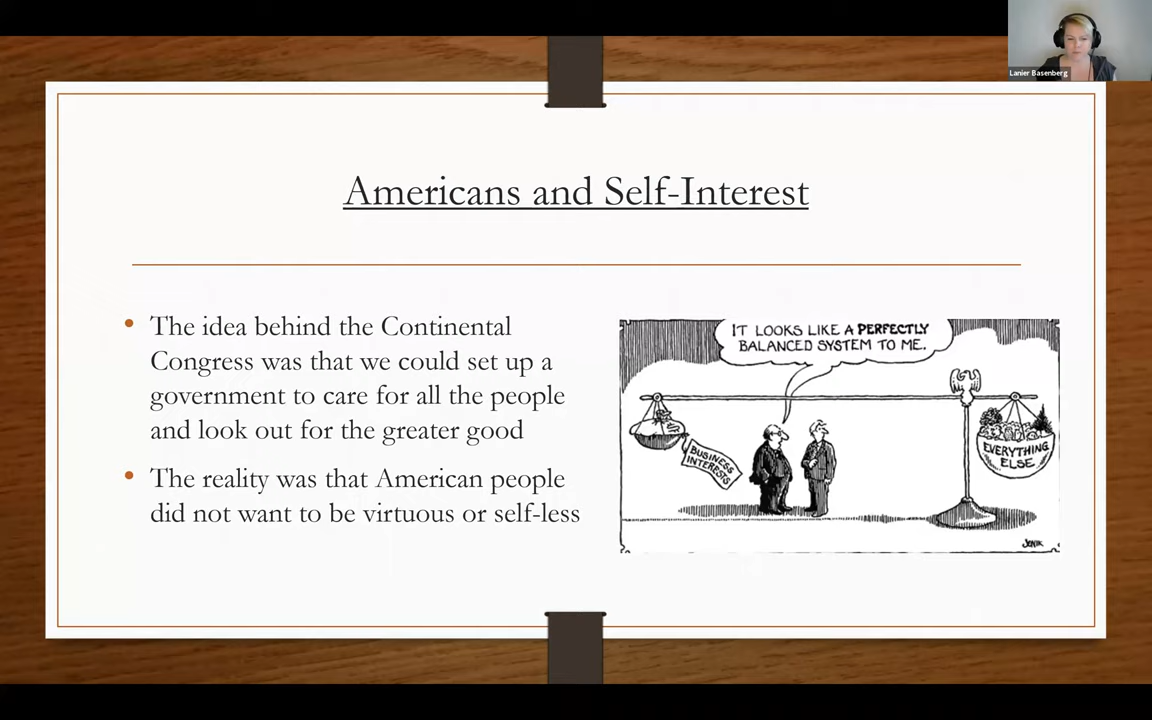 Lanier Basenberg
Americans and Self-Interest
• The idea behind the Continental
Congress was that we could set up a
government to care for all the people
and look out for the greater good
• The reality was that American people
did not want to be virtuous or self-less
IT LOOKS LIKE A PERFECTLY
BALANCED SYSTEM TO ME.
BUSINESS
INTERESTS
EVERYTHING
ELSE
JONIK